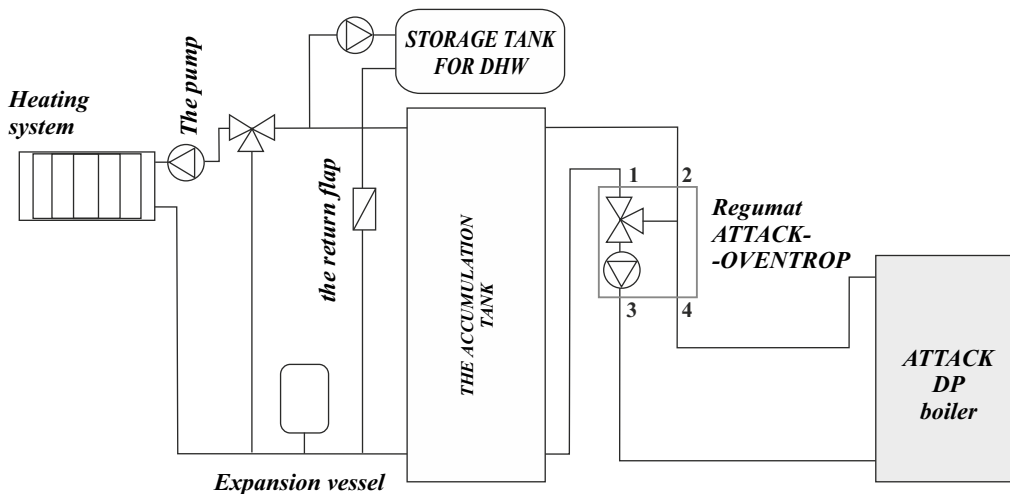 STORAGE TANK
FOR DHW
Heating
system
The pump
the return flap
THE ACCUMULATION
TANK
1
2
Regumat
ATTACK-
-OVENTROP
3
4
ATTACK
DP
boiler
Expansion vessel